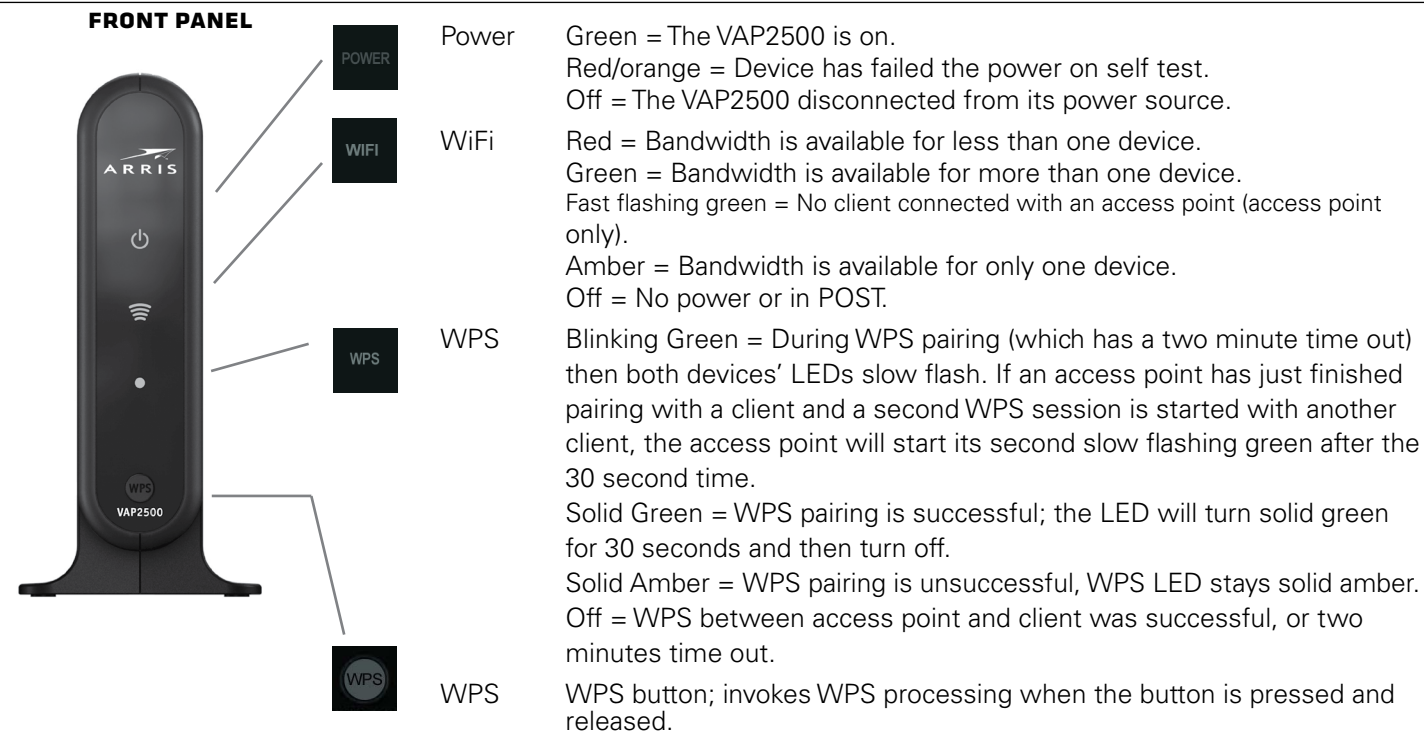 FRONT PANEL
POWER
Power
Green = The VAP2500 is on.
Red/orange = Device has failed the power on self test.
Off = The VAP2500 disconnected from its power source.
WIFI
WiFi
Red = Bandwidth is available for less than one device.
Green = Bandwidth is available for more than one device.
Fast flashing green = No client connected with an access point (access point
only).
Amber = Bandwidth is available for only one device.
Off = No power or in POST.
ARRIS
WPS
VAP2500
WPS
WPS
Blinking Green = During WPS pairing (which has a two minute time out)
then both devices’ LEDs slow flash. If an access point has just finished
pairing with a client and a second WPS session is started with another
client, the access point will start its second slow flashing green after the
30 second time.
Solid Green = WPS pairing is successful; the LED will turn solid green
for 30 seconds and then turn off.
Solid Amber = WPS pairing is unsuccessful, WPS LED stays solid amber.
Off = WPS between access point and client was successful, or two
minutes time out.
WPS
WPS
WPS button; invokes WPS processing when the button is pressed and
released.